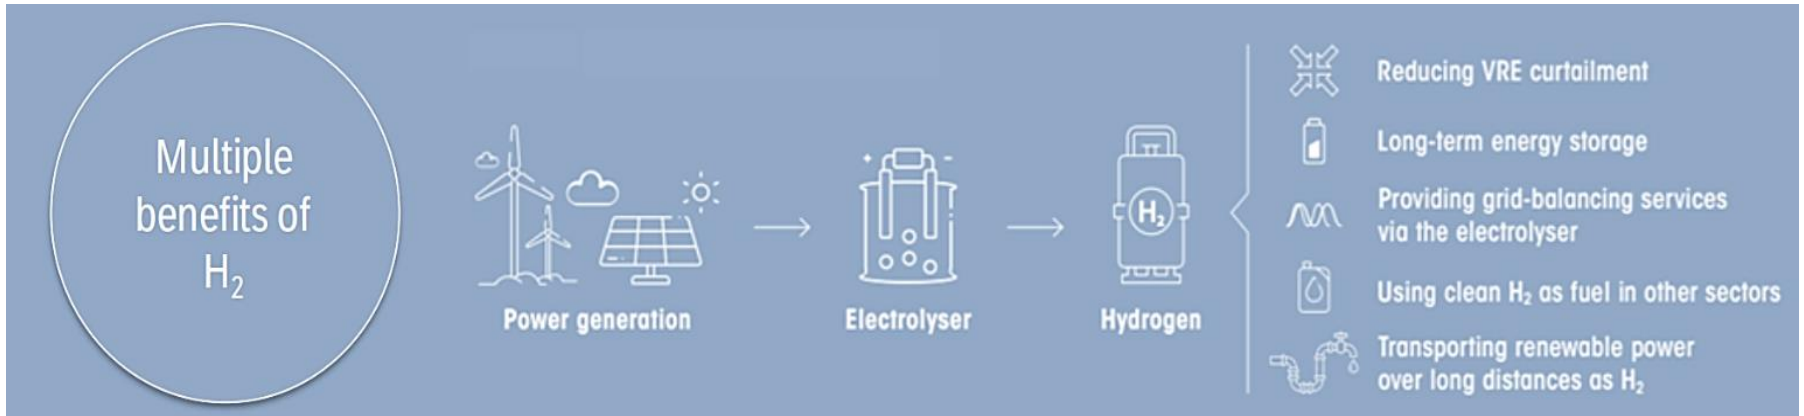 Multiple
benefits of
H₂
Power generation
+ -
Electrolyser
H₂
Hydrogen
Reducing VRE curtailment
Long-term energy storage
Providing grid-balancing services
via the electrolyser
Using clean H₂ as fuel in other sectors
Transporting renewable power
over long distances as H₂